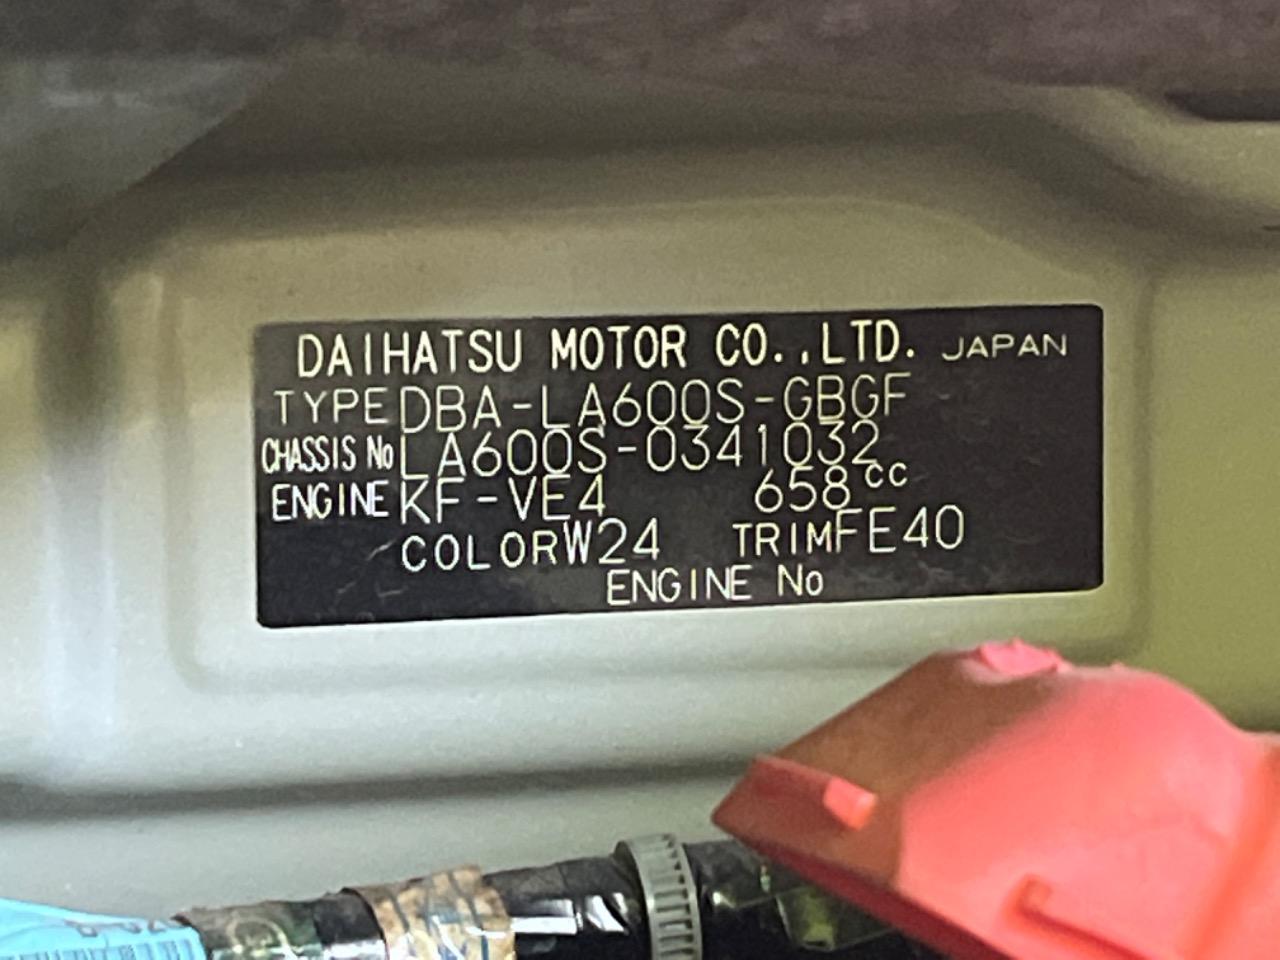 DAIHATSU MOTOR CO.,LTD. JAPAN
TYPE DBA-LA600S-GBGF
CHASSIS No LA600S-0341032
ENGINE KF-VE4 658cc
COLOR W24 TRIM FE40
ENGINE No